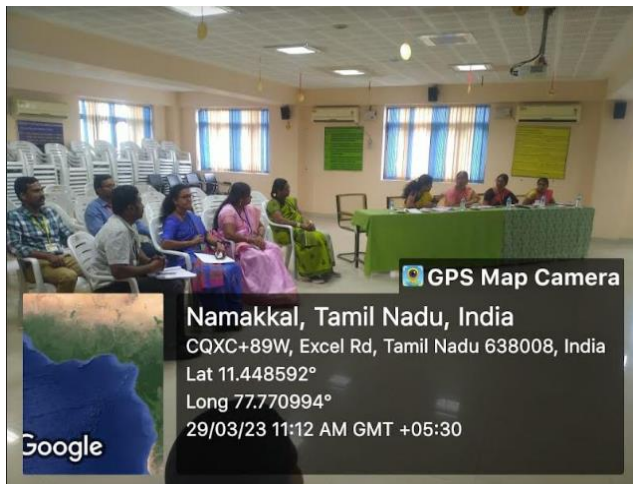 GPS Map Camera
Namakkal, Tamil Nadu, India
CQXC+89W, Excel Rd, Tamil Nadu 638008, India
Lat 11.448592°
Long 77.770994°
29/03/23 11:12 AM GMT +05:30
Google